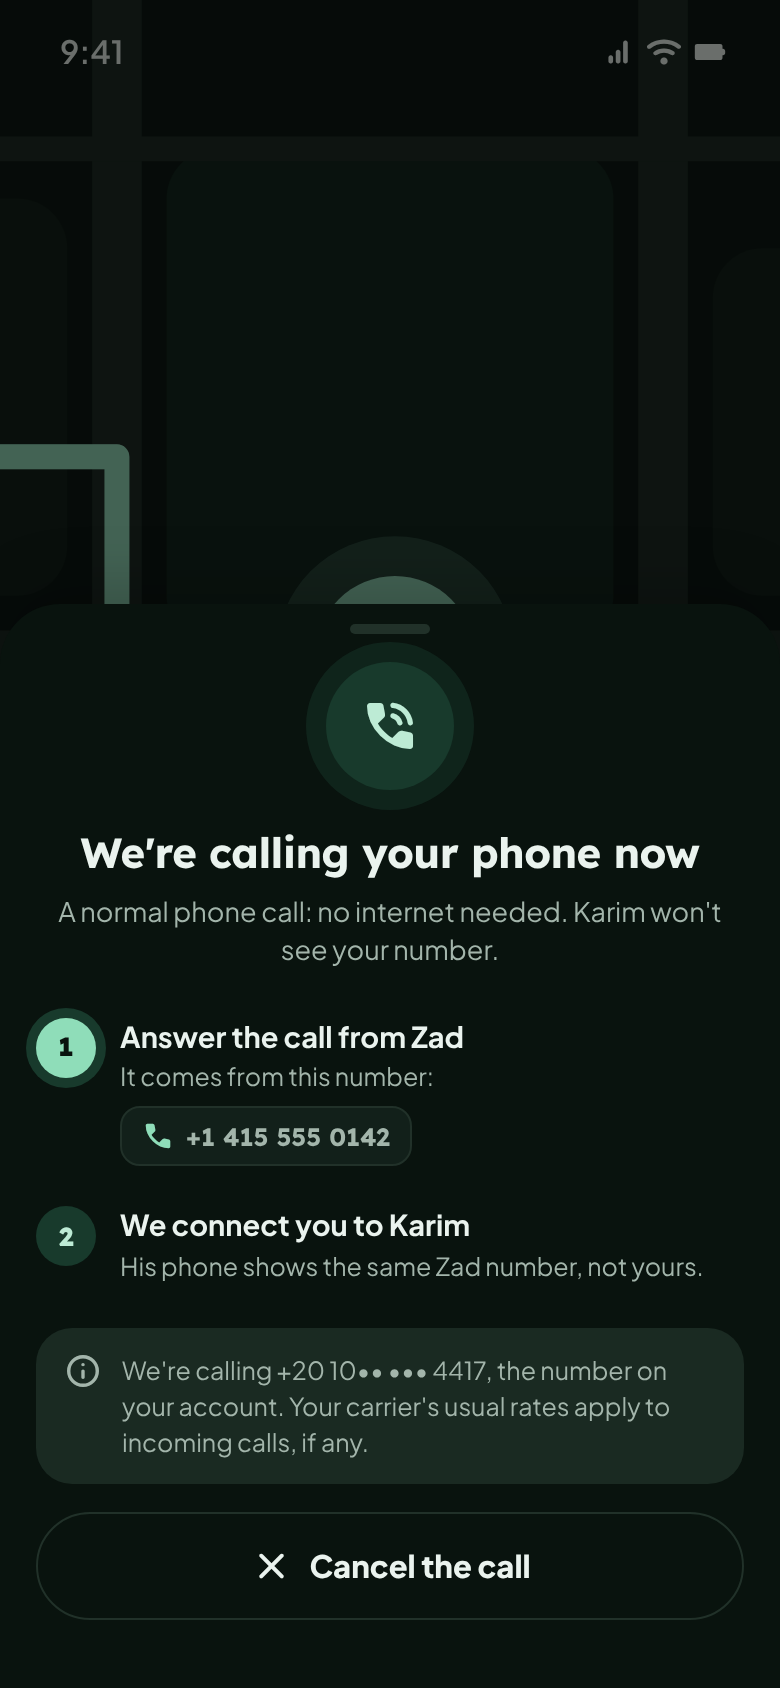 9:41
We're calling your phone now
A normal phone call: no internet needed. Karim won't
see your number.
1
Answer the call from Zad
It comes from this number:
+1 415 555 0142
2
We connect you to Karim
His phone shows the same Zad number, not yours.
We're calling +20 10•• ••• 4417, the number on
your account. Your carrier's usual rates apply to
incoming calls, if any.
Cancel the call